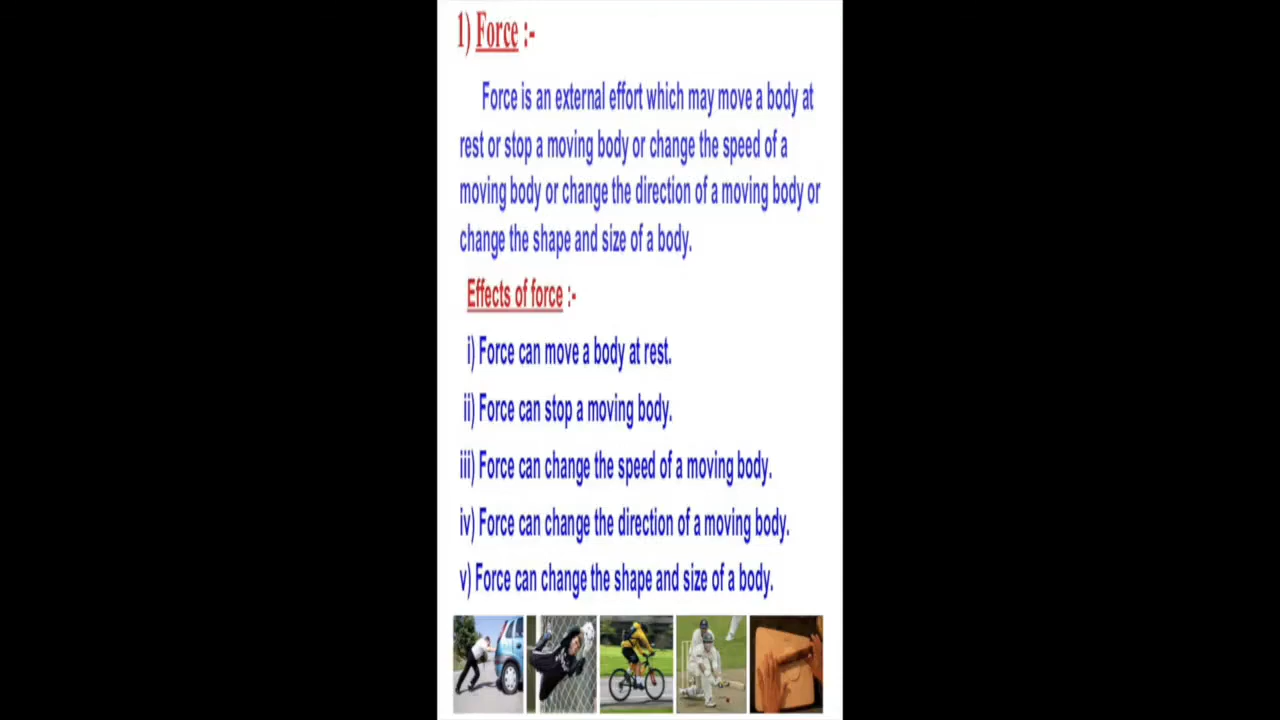 1) Force :-
Force is an external effort which may move a body at
rest or stop a moving body or change the speed of a
moving body or change the direction of a moving body or
change the shape and size of a body.
Effects of force :-
i) Force can move a body at rest.
ii) Force can stop a moving body.
iii) Force can change the speed of a moving body.
iv) Force can change the direction of a moving body.
v) Force can change the shape and size of a body.